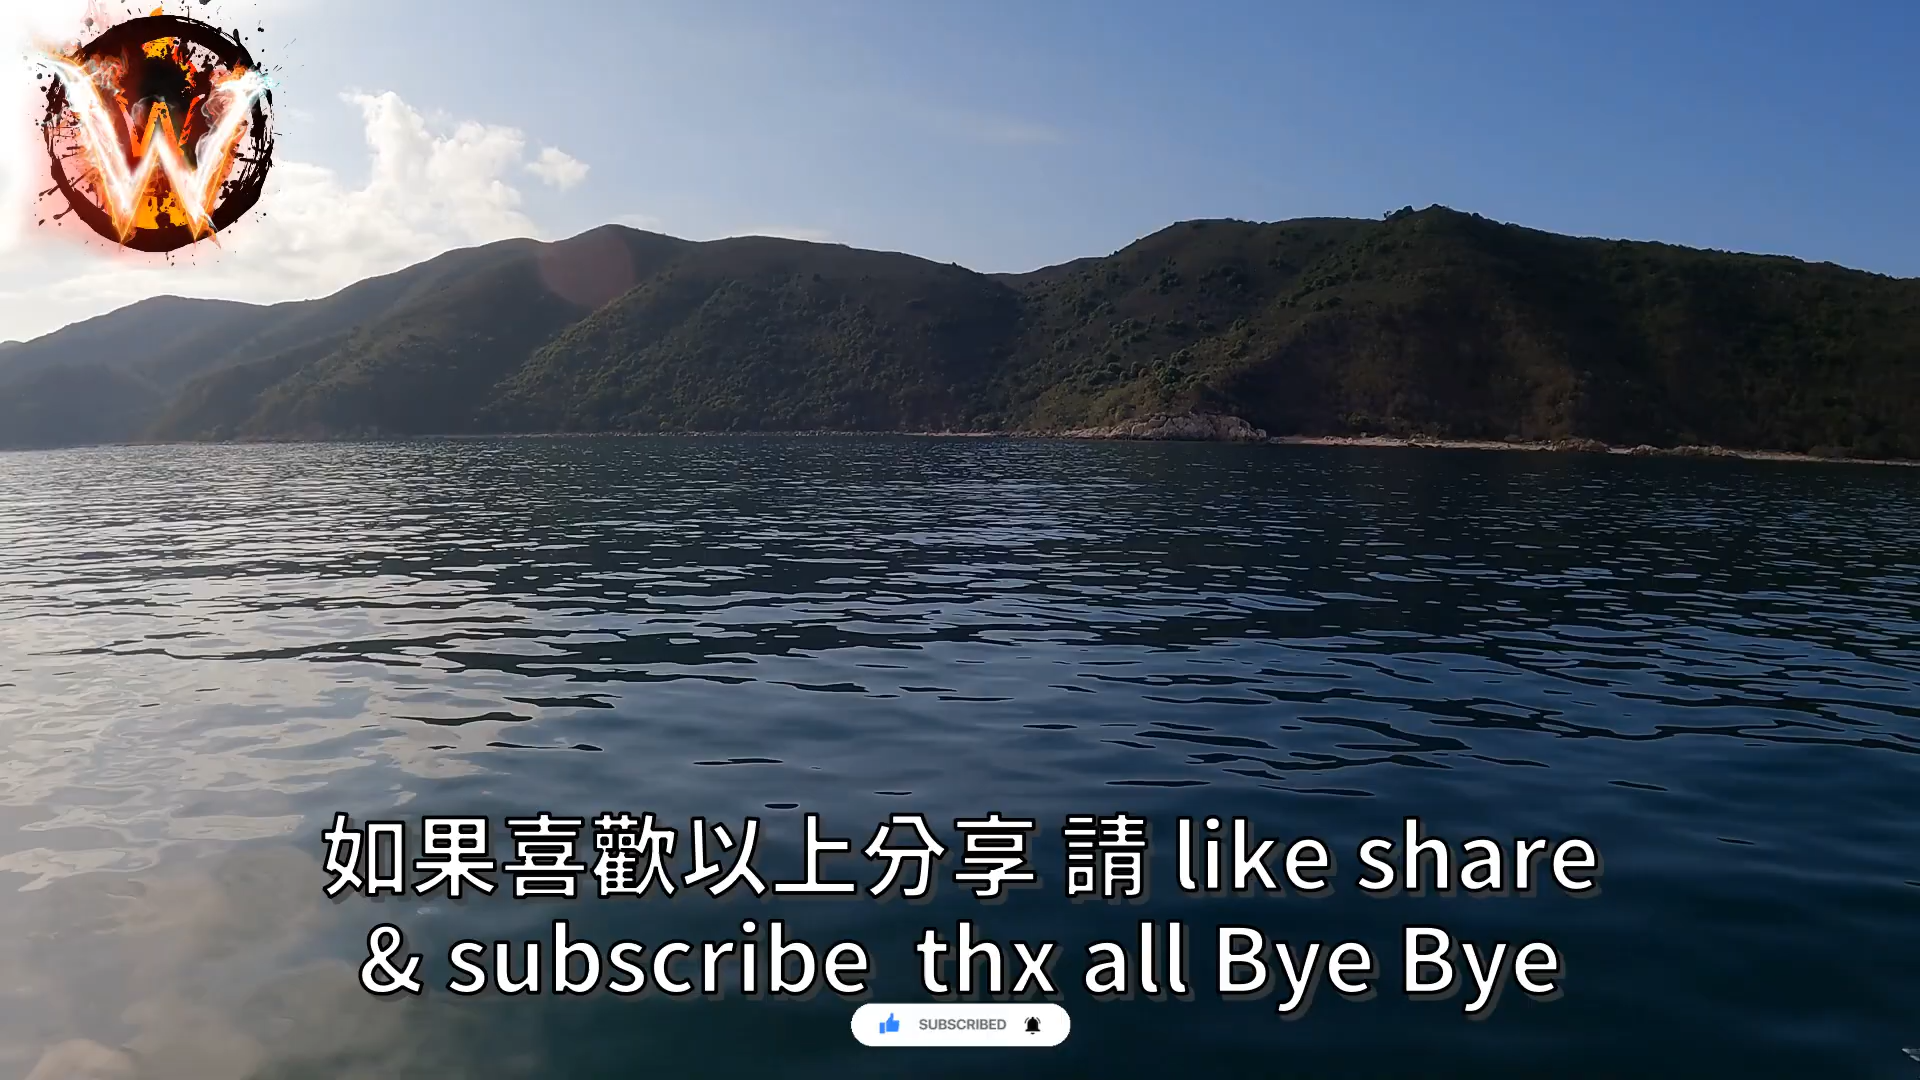 W
如果喜歡以上分享 請 like share
& subscribe thx all Bye Bye
SUBSCRIBED